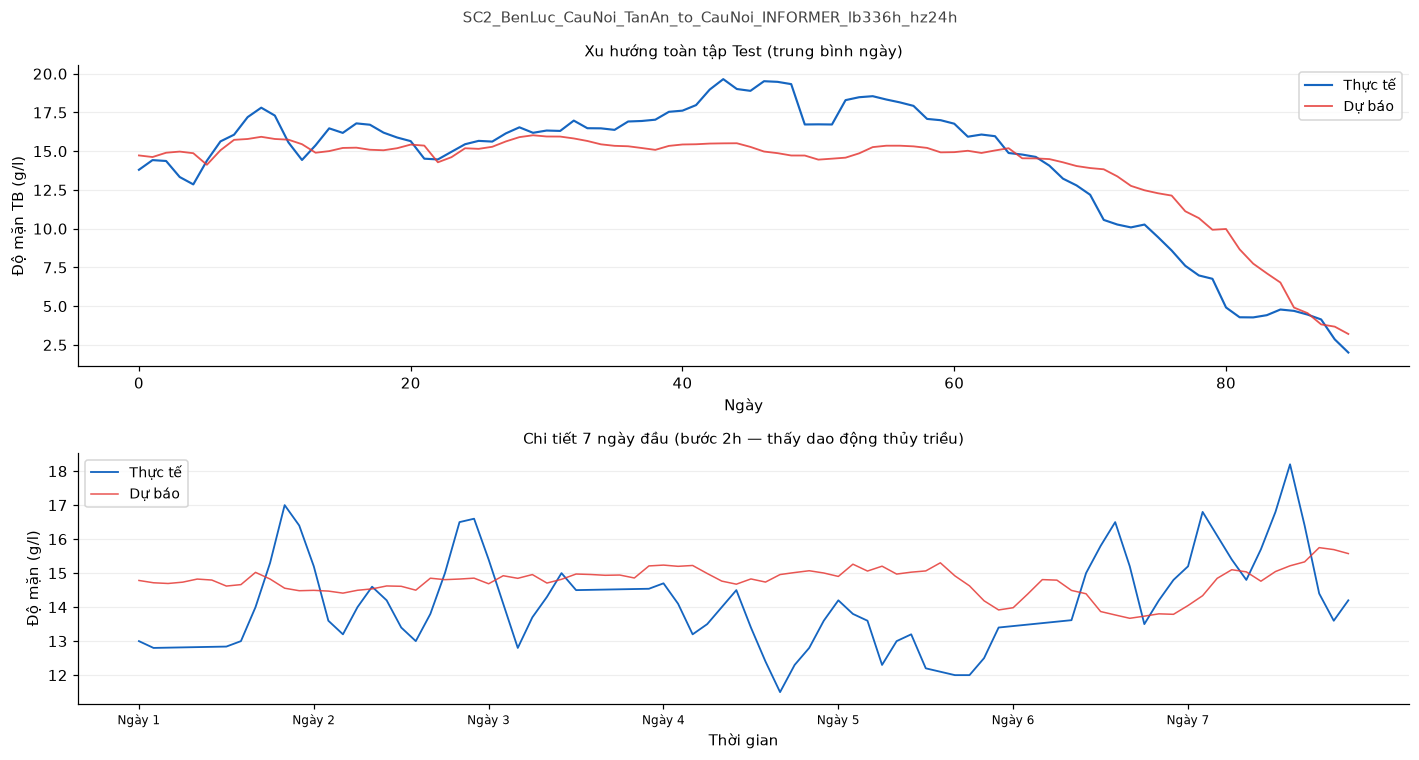 SC2_BenLuc_CauNoi_TanAn_to_CauNoi_INFORMER_lb336h_hz24h
Xu hướng toàn tập Test (trung bình ngày)
Độ mặn TB (g/l)
20.0
17.5
15.0
12.5
10.0
7.5
5.0
2.5
Thực tế
Dự báo
0
20
40
60
80
Ngày
Chi tiết 7 ngày đầu (bước 2h — thấy dao động thủy triều)
Độ mặn (g/l)
18
17
16
15
14
13
12
Thực tế
Dự báo
Ngày 1
Ngày 2
Ngày 3
Ngày 4
Ngày 5
Ngày 6
Ngày 7
Thời gian